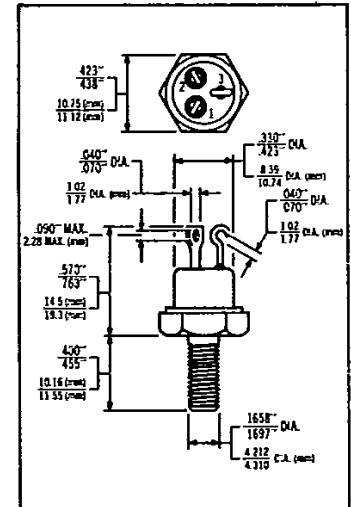 .423"
.438"
10.75 (mm)
11.12 (mm)
2
3
1
.040"
.070" DIA.
1.02
1.77 DIA. (mm)
.330"
.423 DIA.
8.39
10.74 DIA. (mm)
.040"
.070" DIA.
1.02
1.77 DIA. (mm)
.090" MAX.
2.28 MAX. (mm)
.570"
.763"
14.5 (mm)
19.3 (mm)
.400"
.455"
10.16 (mm)
11.55 (mm)
.1658"
.1697" DIA.
4.212
4.310 DIA. (mm)